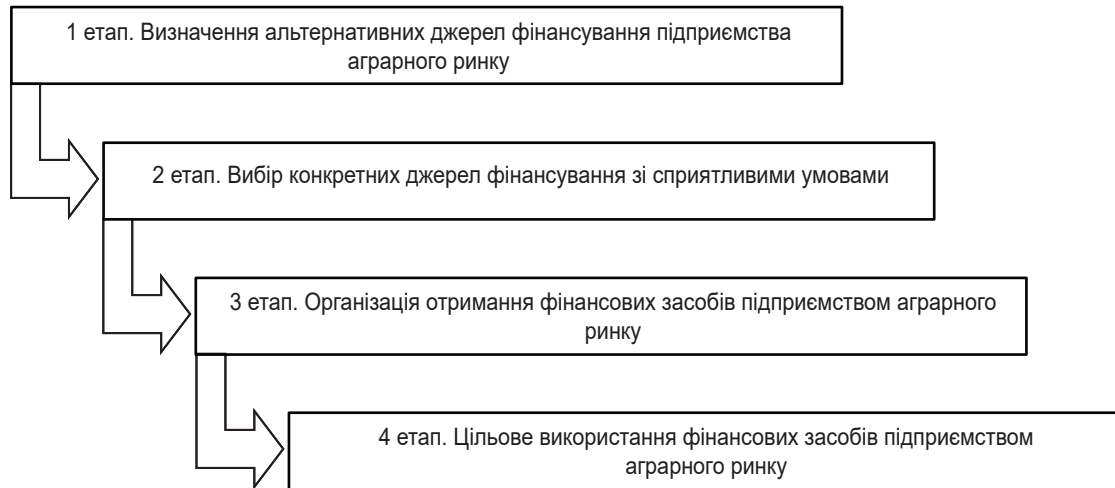 1 етап. Визначення альтернативних джерел фінансування підприємства
аграрного ринку
2 етап. Вибір конкретних джерел фінансування зі сприятливими умовами
3 етап. Організація отримання фінансових засобів підприємством аграрного
ринку
4 етап. Цільове використання фінансових засобів підприємством
аграрного ринку